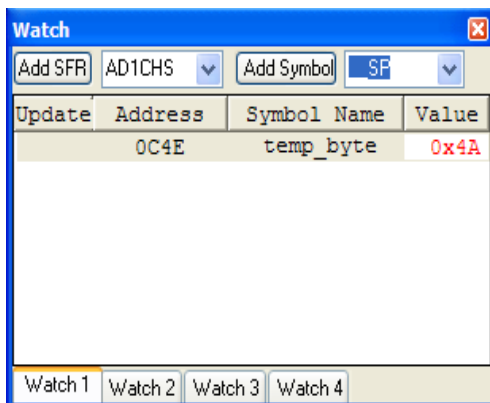 Watch
Add SFR AD1CHS Add Symbol __SP
Update Address Symbol Name Value
0C4E temp_byte 0x4A
Watch 1 Watch 2 Watch 3 Watch 4